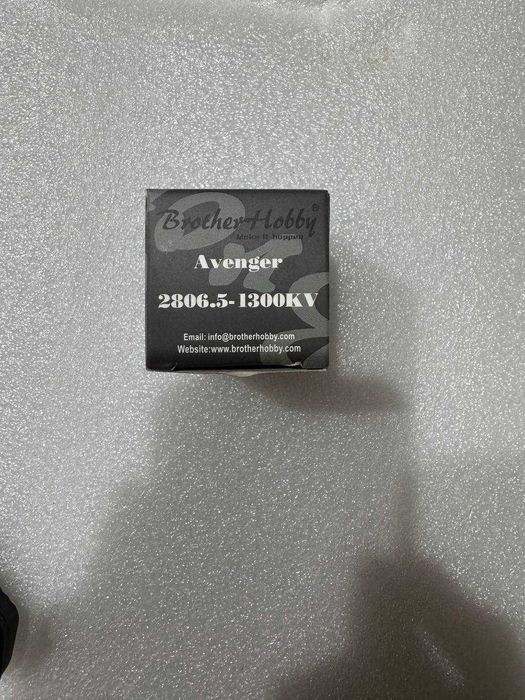 BrotherHobby®
Make it happen
Avenger
2806.5-1300KV
Email: info@brotherhobby.com
Website:www.brotherhobby.com